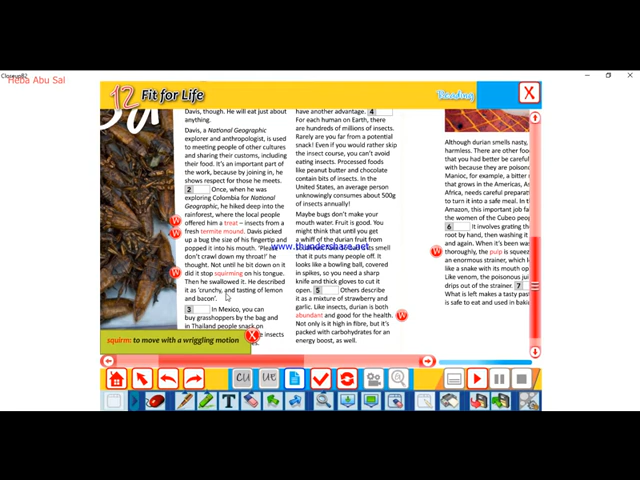 Closeup B2
Heba Abu Sal
12 Fit for Life
Reading
X
Davis, though. He will eat just about
anything.
Davis, a National Geographic
explorer and anthropologist, is used
to meeting people of other cultures
and sharing their customs, including
their food. It's an important part of
the work, because by joining in, he
shows respect for those he meets.
2 Once, when he was
exploring Colombia for National
Geographic, he hiked deep into the
rainforest, where the local people
offered him a treat – insects from a
fresh termite mound. Davis picked
up a bug the size of his fingertip and
popped it into his mouth. 'Please
don't crawl down my throat' he
thought. Not until he bit down on it
did it stop squirming on his tongue.
Then he swallowed it. He described
it as 'crunchy, and tasting of lemon
and bacon'.
3 In Mexico, you can
buy grasshoppers by the bag and
in Thailand people snack on
insects
squirm: to move with a wriggling motion
X
have another advantage. 4
For each human on Earth, there
are hundreds of millions of insects.
Rarely are you far from a potential
snack! Even if you would rather skip
the insect course, you can't avoid
eating insects. Processed foods
like peanut butter and chocolate
contain bits of insects. In the
United States, an average person
unknowingly consumes about 500g
of insects annually!
Maybe bugs don't make your
mouth water. Fruit is good. You
might think that until you get
a whiff of the durian fruit from
www.thundershare.net
its smell
that it puts many people off. It
looks like a bowling ball, covered
in spikes, so you need a sharp
knife and thick gloves to cut it
open. 5 Others describe
it as a mixture of strawberry and
garlic. Like insects, durian is both
abundant and good for the health.
Not only is it high in fibre, but it's
packed with carbohydrates for an
energy boost, as well.
Although durian smells nasty,
harmless. There are other foo
that you had better be careful
with because they are poison
Manioc, for example, a bitter r
that grows in the Americas, As
Africa, needs careful preparat
to turn it into a safe meal. In th
Amazon, this important job fa
the women of the Cubeo peop
6 It involves grating the
root by hand, then washing it
and again. When it's been wa
thoroughly, the pulp is squeez
an enormous strainer, which l
like a snake with its mouth op
Like venom, the poisonous jui
drips out of the strainer. 7
What is left makes a tasty pas
is safe to eat and used in bakin
W
W
W
W
W
CU
UE
T